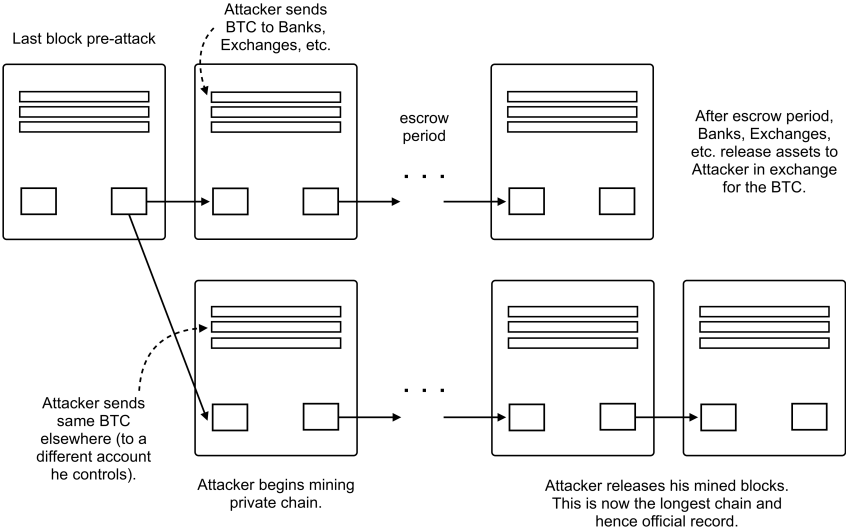 Last block pre-attack
Attacker sends
BTC to Banks,
Exchanges, etc.
escrow
period
. . .
After escrow period,
Banks, Exchanges,
etc. release assets to
Attacker in exchange
for the BTC.
Attacker sends
same BTC
elsewhere (to a
different account
he controls).
. . .
Attacker begins mining
private chain.
Attacker releases his mined blocks.
This is now the longest chain and
hence official record.